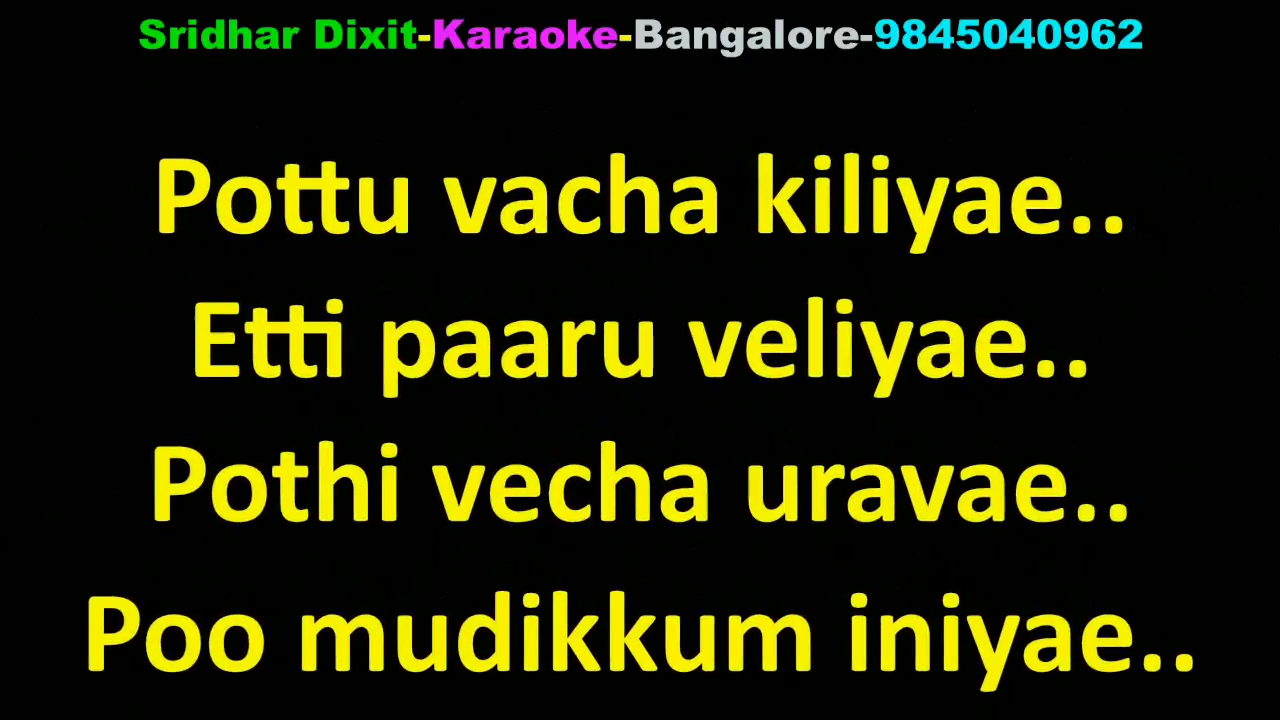 Sridhar Dixit-Karaoke-Bangalore-9845040962
Pottu vacha kiliyae..
Etti paaru veliyae..
Pothi vecha uravae..
Poo mudikkum iniyae..